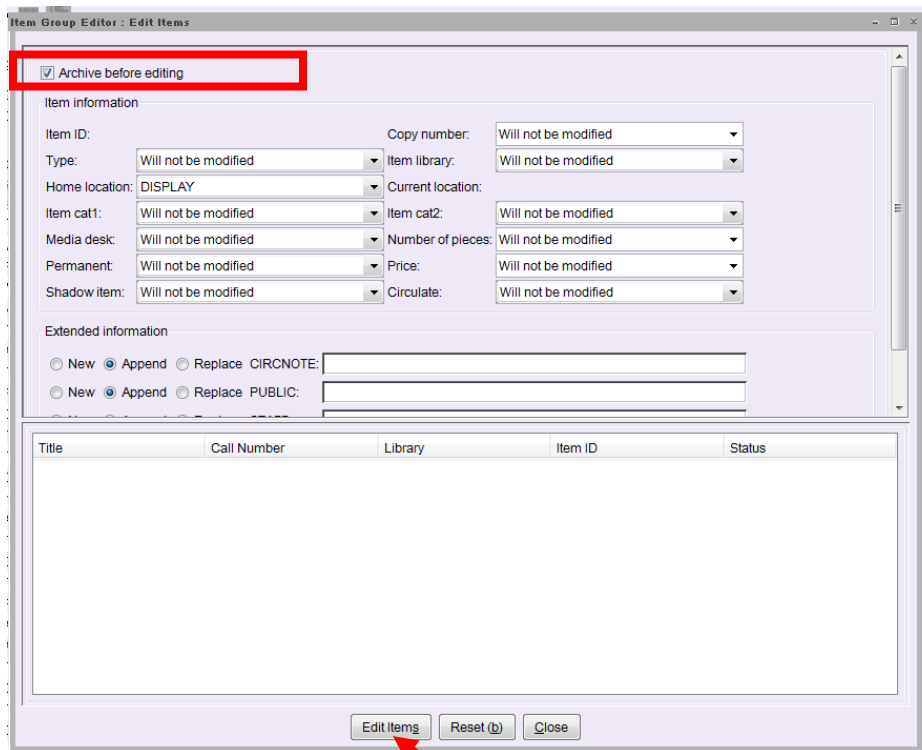 Item Group Editor : Edit Items
Archive before editing
Item information
Item ID: Copy number: Will not be modified
Type: Will not be modified Item library: Will not be modified
Home location: DISPLAY Current location:
Item cat1: Will not be modified Item cat2: Will not be modified
Media desk: Will not be modified Number of pieces: Will not be modified
Permanent: Will not be modified Price: Will not be modified
Shadow item: Will not be modified Circulate: Will not be modified
Extended information
New Append Replace CIRCNOTE:
New Append Replace PUBLIC:
Title Call Number Library Item ID Status
Edit Items Reset (b) Close